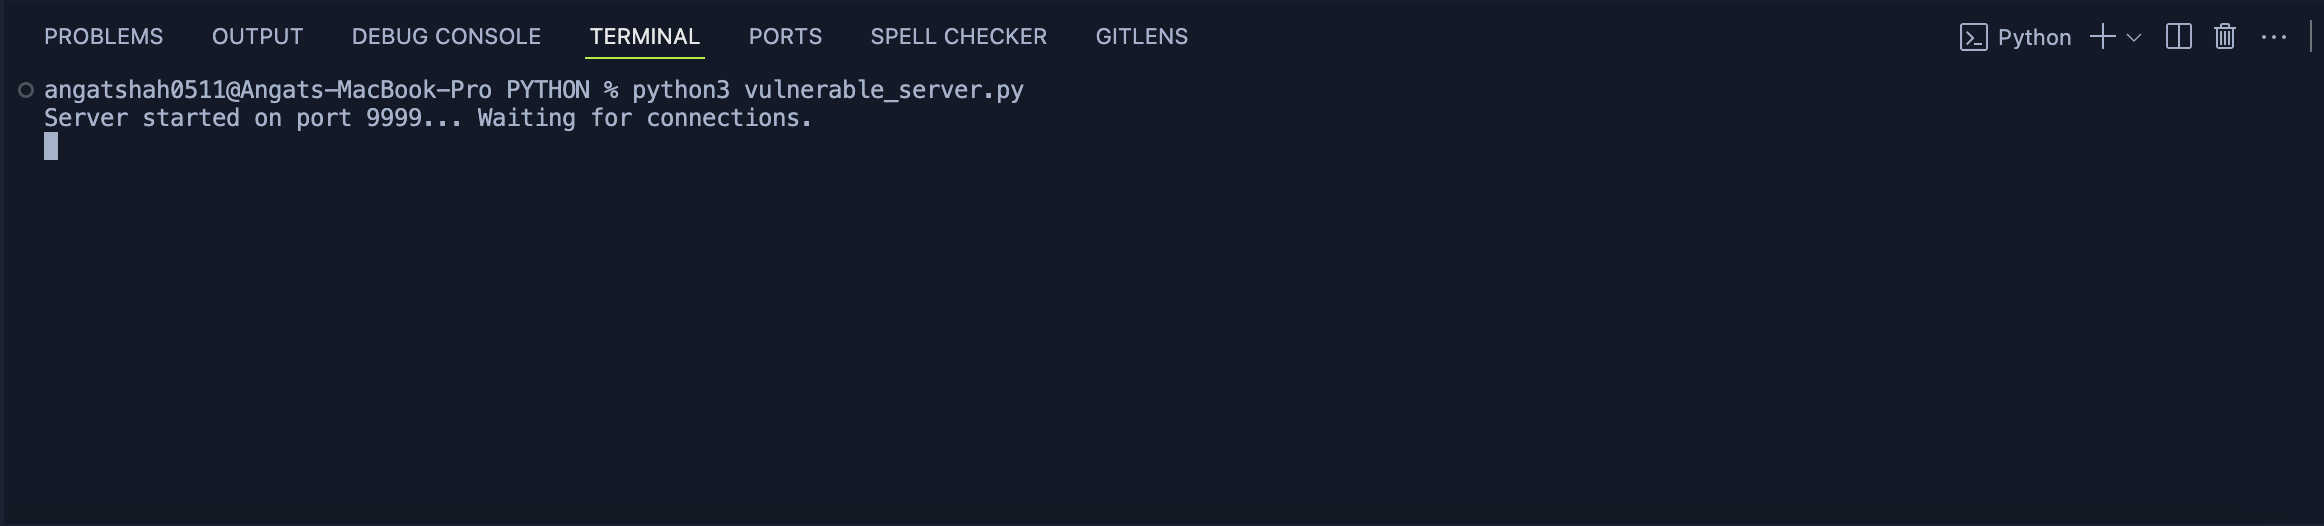 PROBLEMS OUTPUT DEBUG CONSOLE TERMINAL PORTS SPELL CHECKER GITLENS Python
angatshah0511@Angats-MacBook-Pro PYTHON % python3 vulnerable_server.py
Server started on port 9999... Waiting for connections.